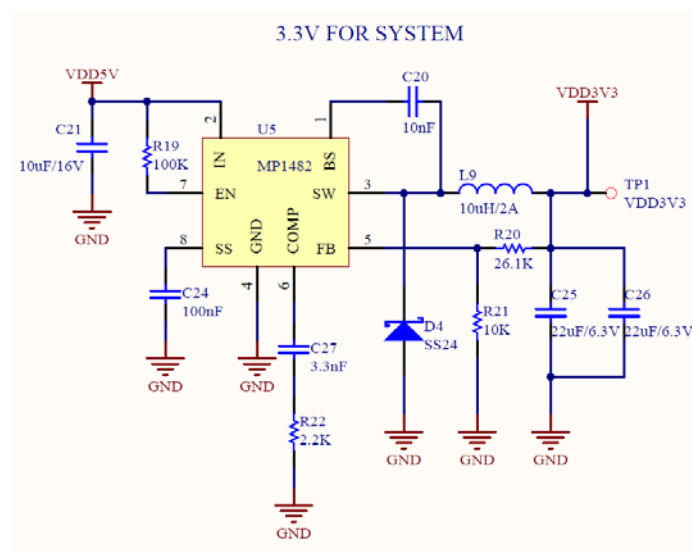 3.3V FOR SYSTEM
VDD5V
C20
10nF
VDD3V3
C21
10uF/16V
R19
100K
2
1
U5
MP1482
IN
BS
L9
10uH/2A
TP1
VDD3V3
7
EN
SW
3
GND
8
SS
GND
COMP
FB
5
R20
26.1K
C24
100nF
4
6
C25
22uF/6.3V
C26
22uF/6.3V
R21
10K
D4
SS24
C27
3.3nF
GND
GND
R22
2.2K
GND
GND
GND
GND